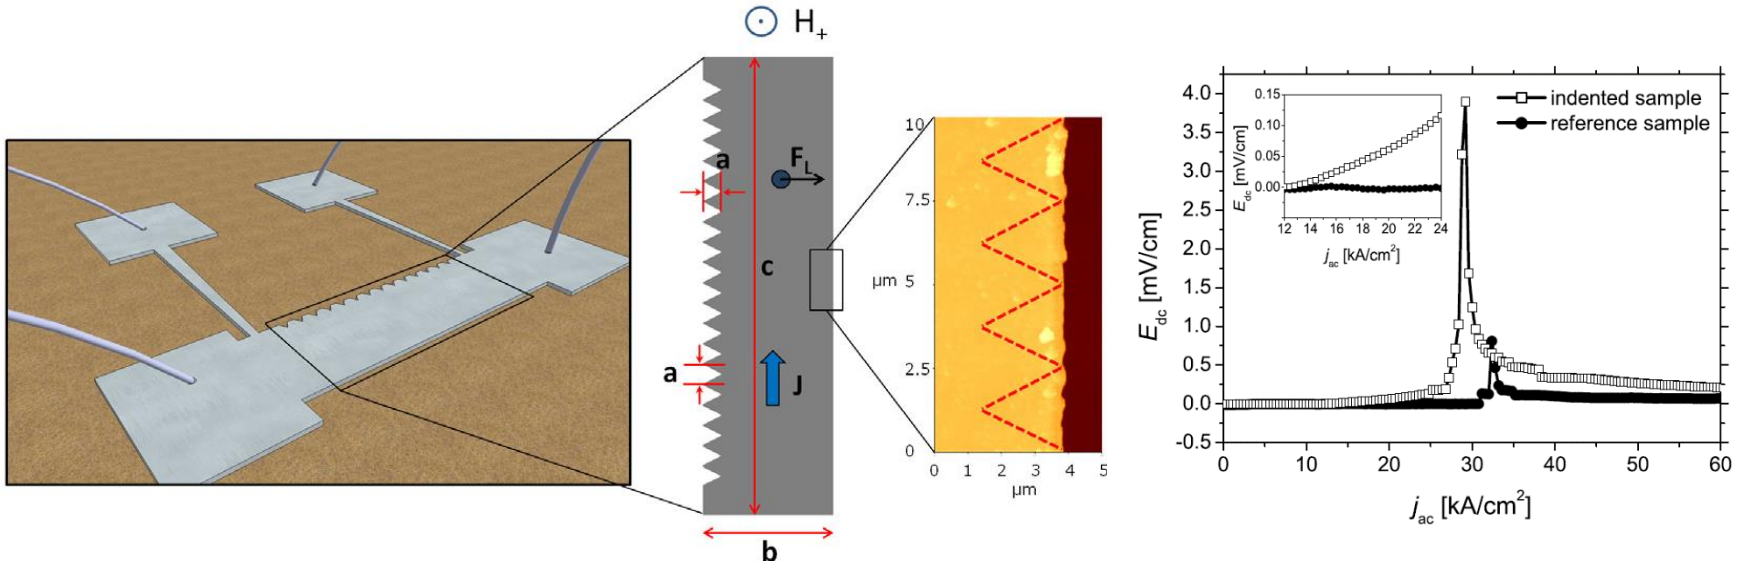 H+
a
FL
c
a
J
b
10
7.5
µm 5
2.5
0
0 1 2 3 4 5
µm
4.0
3.5
3.0
2.5
2.0
1.5
1.0
0.5
0.0
-0.5
Edc [mV/cm]
0 10 20 30 40 50 60
jac [kA/cm²]
indented sample
reference sample
0.15
0.10
0.05
0.00
Edc [mV/cm]
12 14 16 18 20 22 24
jac [kA/cm²]